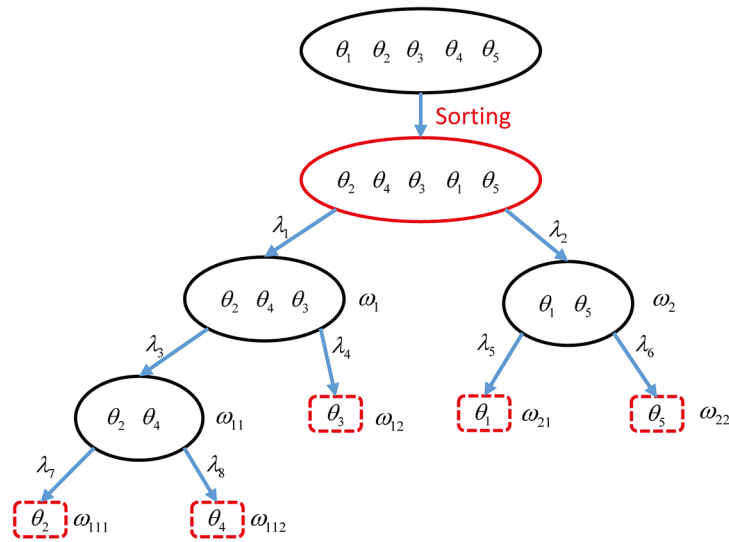 θ₁ θ₂ θ₃ θ₄ θ₅
Sorting
θ₂ θ₄ θ₃ θ₁ θ₅
λ₁ λ₂
θ₂ θ₄ θ₃ ω₁ θ₁ θ₅ ω₂
λ₃ λ₄ λ₅ λ₆
θ₂ θ₄ ω₁₁ θ₃ ω₁₂ θ₁ ω₂₁ θ₅ ω₂₂
λ₇ λ₈
θ₂ ω₁₁₁ θ₄ ω₁₁₂